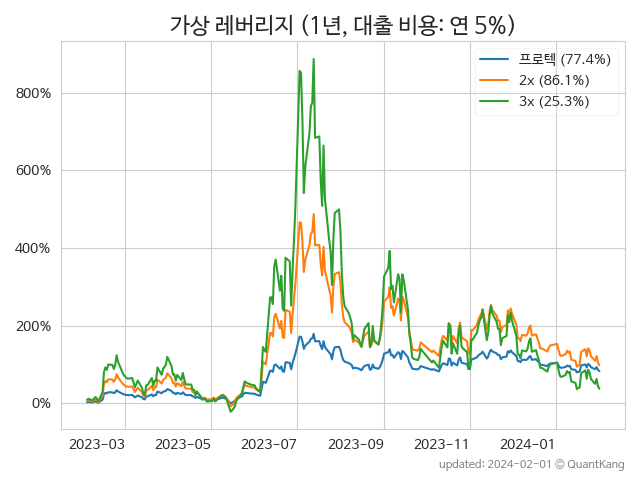 가상 레버리지 (1년, 대출 비용: 연 5%)
프로텍 (77.4%)
2x (86.1%)
3x (25.3%)
800%
600%
400%
200%
0%
2023-03 2023-05 2023-07 2023-09 2023-11 2024-01
updated: 2024-02-01 © QuantKang